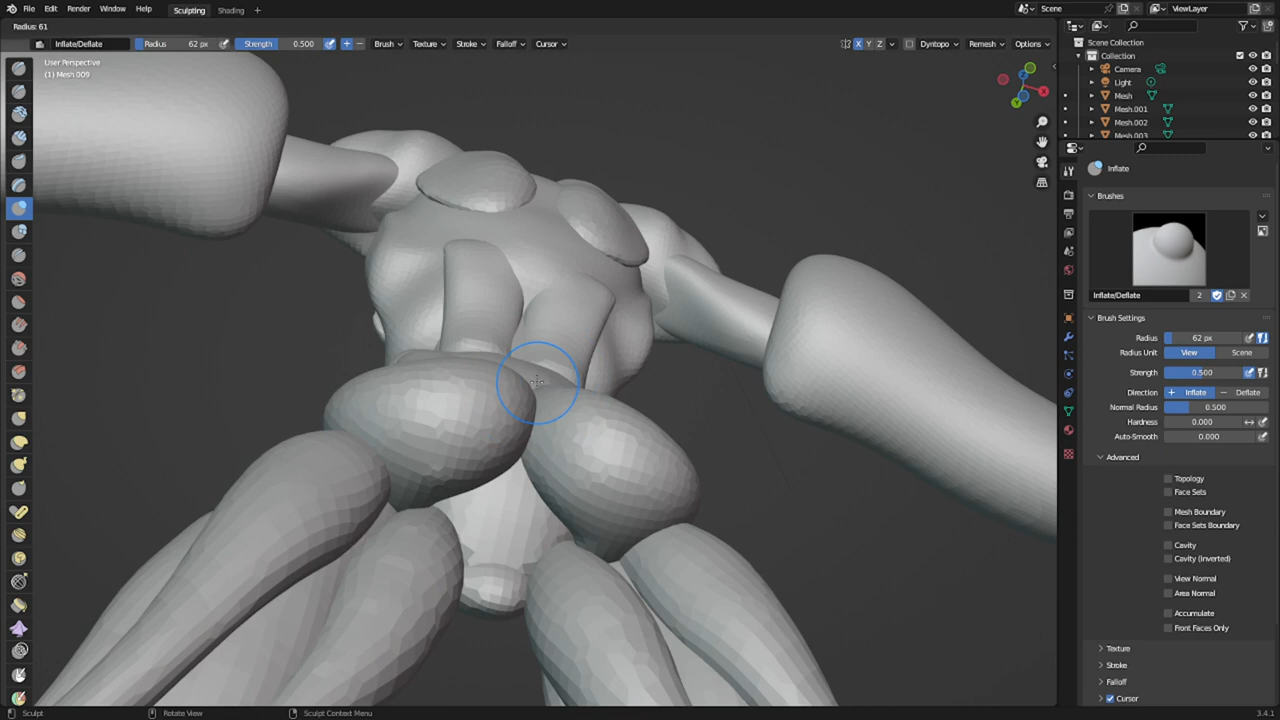 File Edit Render Window Help Sculpting Shading + Scene ViewLayer
Radius: 61
Inflate/Deflate Radius 62 px Strength 0.500 + − Brush Texture Stroke Falloff Cursor X Y Z Dyntopo Remesh Options
User Perspective
(1) Mesh.009
Scene Collection
Collection
Camera
Light
Mesh
Mesh.001
Mesh.002
Mesh.003
Z
X
Y
Inflate
Brushes
Inflate/Deflate 2
Brush Settings
Radius 62 px
Radius Unit View Scene
Strength 0.500
Direction + Inflate − Deflate
Normal Radius 0.500
Hardness 0.000
Auto-Smooth 0.000
Advanced
Topology
Face Sets
Mesh Boundary
Face Sets Boundary
Cavity
Cavity (inverted)
View Normal
Area Normal
Accumulate
Front Faces Only
Texture
Stroke
Falloff
Cursor
Sculpt Rotate View Sculpt Context Menu 3.4.1